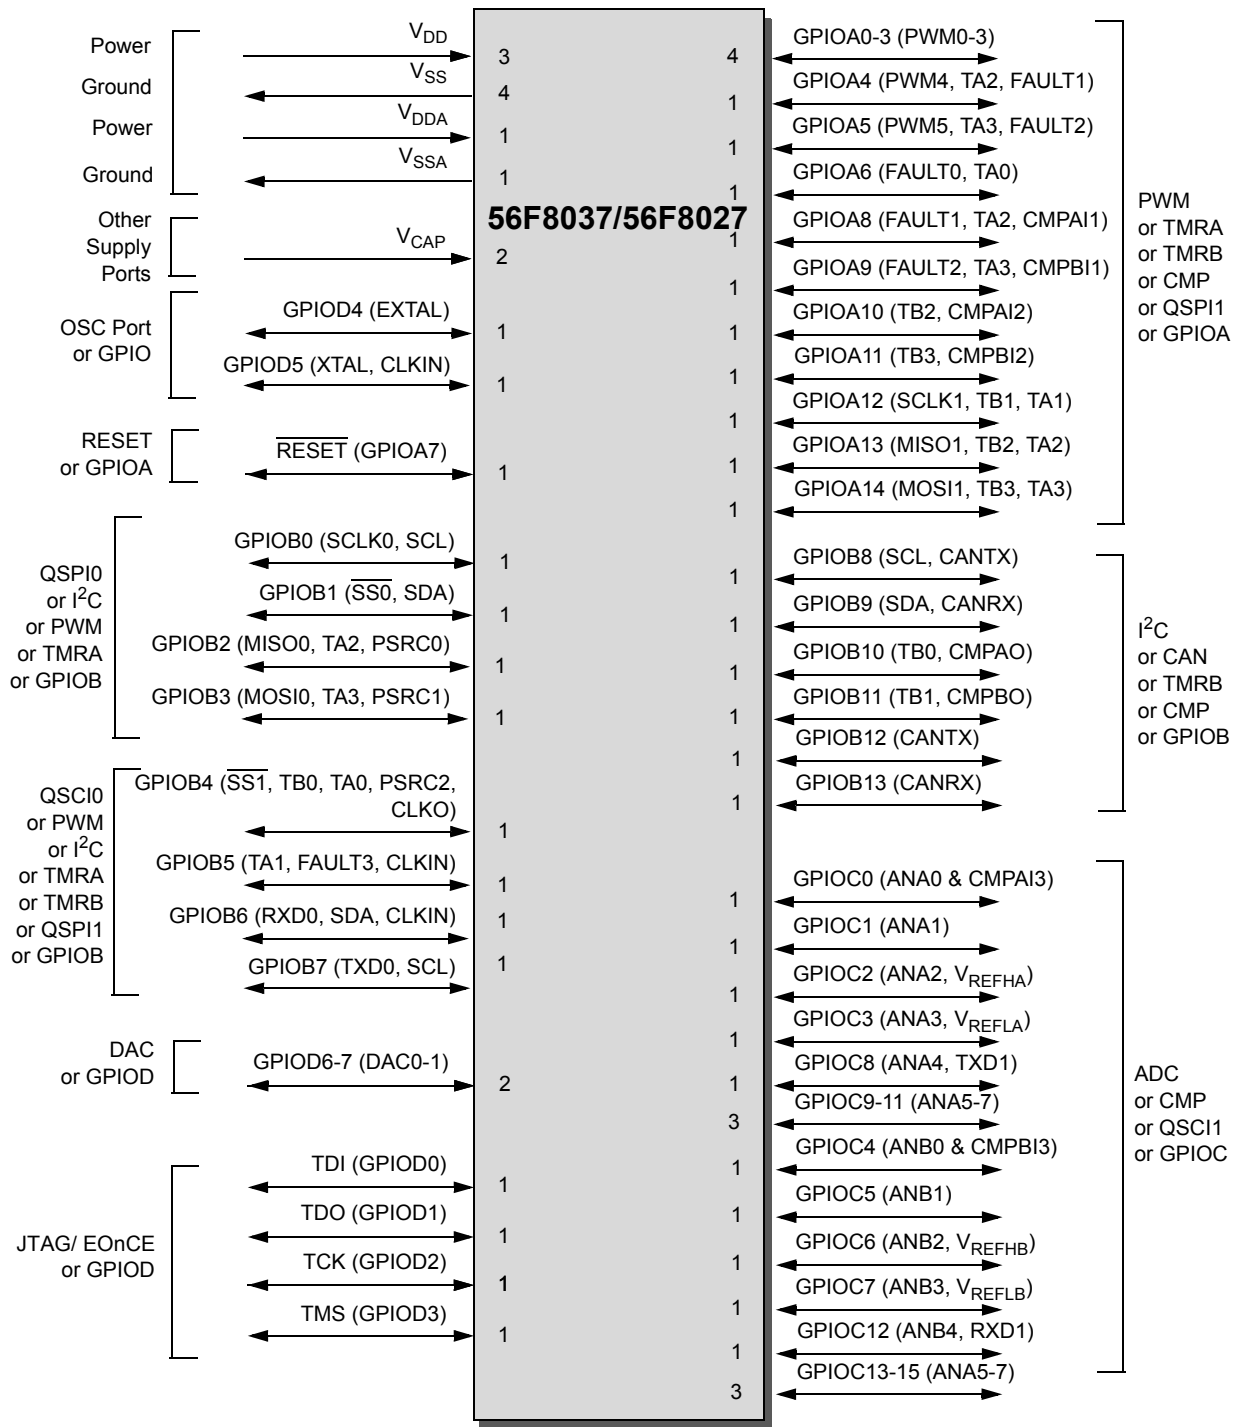 Power
Ground
Power
Ground
V_DD
V_SS
V_DDA
V_SSA
3
4
1
1
Other
Supply
Ports
V_CAP
2
OSC Port
or GPIO
GPIOD4 (EXTAL)
1
GPIOD5 (XTAL, CLKIN)
1
RESET
or GPIOA
RESET (GPIOA7)
1
QSPI0
or I²C
or PWM
or TMRA
or GPIOB
GPIOB0 (SCLK0, SCL)
1
GPIOB1 (SS0, SDA)
1
GPIOB2 (MISO0, TA2, PSRC0)
1
GPIOB3 (MOSI0, TA3, PSRC1)
1
QSCI0
or PWM
or I²C
or TMRA
or TMRB
or QSPI1
or GPIOB
GPIOB4 (SS1, TB0, TA0, PSRC2,
CLKO)
1
GPIOB5 (TA1, FAULT3, CLKIN)
1
GPIOB6 (RXD0, SDA, CLKIN)
1
GPIOB7 (TXD0, SCL)
1
DAC
or GPIOD
GPIOD6-7 (DAC0-1)
2
JTAG/ EOnCE
or GPIOD
TDI (GPIOD0)
1
TDO (GPIOD1)
1
TCK (GPIOD2)
1
TMS (GPIOD3)
1
56F8037/56F8027
4
GPIOA0-3 (PWM0-3)
1
GPIOA4 (PWM4, TA2, FAULT1)
1
GPIOA5 (PWM5, TA3, FAULT2)
1
GPIOA6 (FAULT0, TA0)
1
GPIOA8 (FAULT1, TA2, CMPAI1)
1
GPIOA9 (FAULT2, TA3, CMPBI1)
1
GPIOA10 (TB2, CMPAI2)
1
GPIOA11 (TB3, CMPBI2)
1
GPIOA12 (SCLK1, TB1, TA1)
1
GPIOA13 (MISO1, TB2, TA2)
1
GPIOA14 (MOSI1, TB3, TA3)
PWM
or TMRA
or TMRB
or CMP
or QSPI1
or GPIOA
1
GPIOB8 (SCL, CANTX)
1
GPIOB9 (SDA, CANRX)
1
GPIOB10 (TB0, CMPAO)
1
GPIOB11 (TB1, CMPBO)
1
GPIOB12 (CANTX)
1
GPIOB13 (CANRX)
I²C
or CAN
or TMRB
or CMP
or GPIOB
1
GPIOC0 (ANA0 & CMPAI3)
1
GPIOC1 (ANA1)
1
GPIOC2 (ANA2, V_REFHA)
1
GPIOC3 (ANA3, V_REFLA)
1
GPIOC8 (ANA4, TXD1)
3
GPIOC9-11 (ANA5-7)
1
GPIOC4 (ANB0 & CMPBI3)
1
GPIOC5 (ANB1)
1
GPIOC6 (ANB2, V_REFHB)
1
GPIOC7 (ANB3, V_REFLB)
1
GPIOC12 (ANB4, RXD1)
3
GPIOC13-15 (ANA5-7)
ADC
or CMP
or QSCI1
or GPIOC